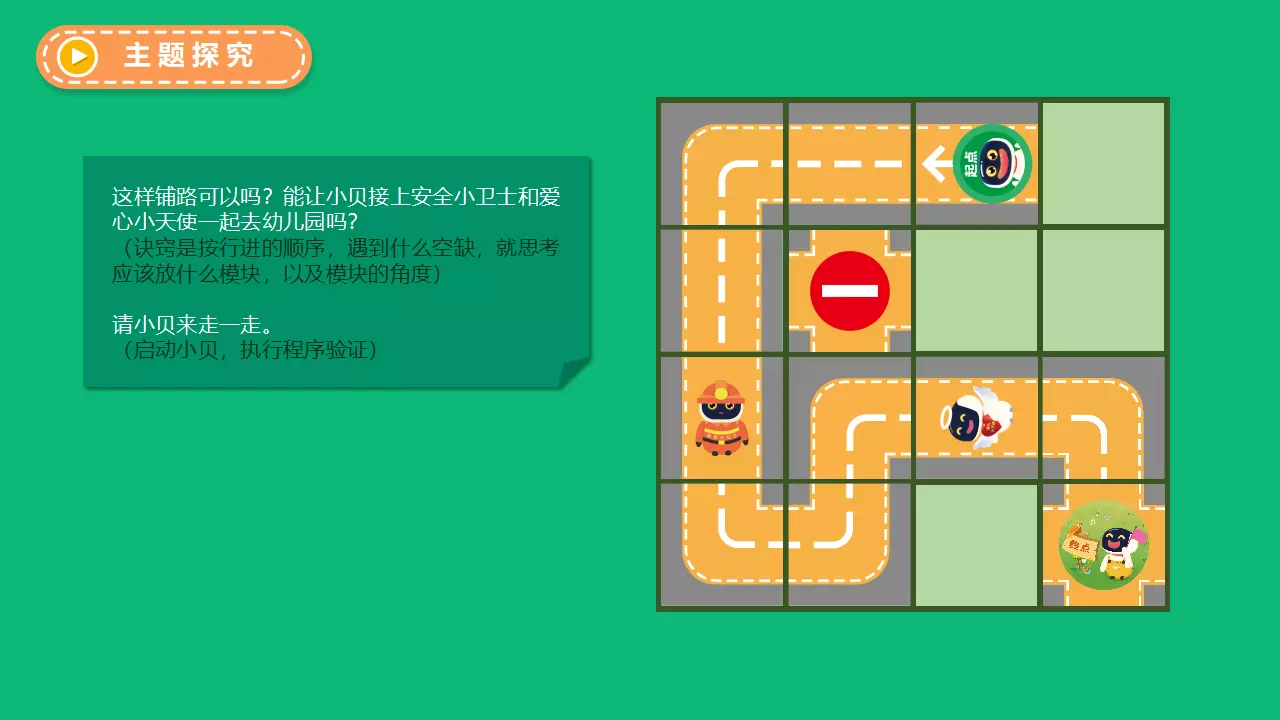 主题探究
这样铺路可以吗？能让小贝接上安全小卫士和爱
心小天使一起去幼儿园吗？
（诀窍是按行进的顺序，遇到什么空缺，就思考
应该放什么模块，以及模块的角度）
请小贝来走一走。
（启动小贝，执行程序验证）
起点
终点